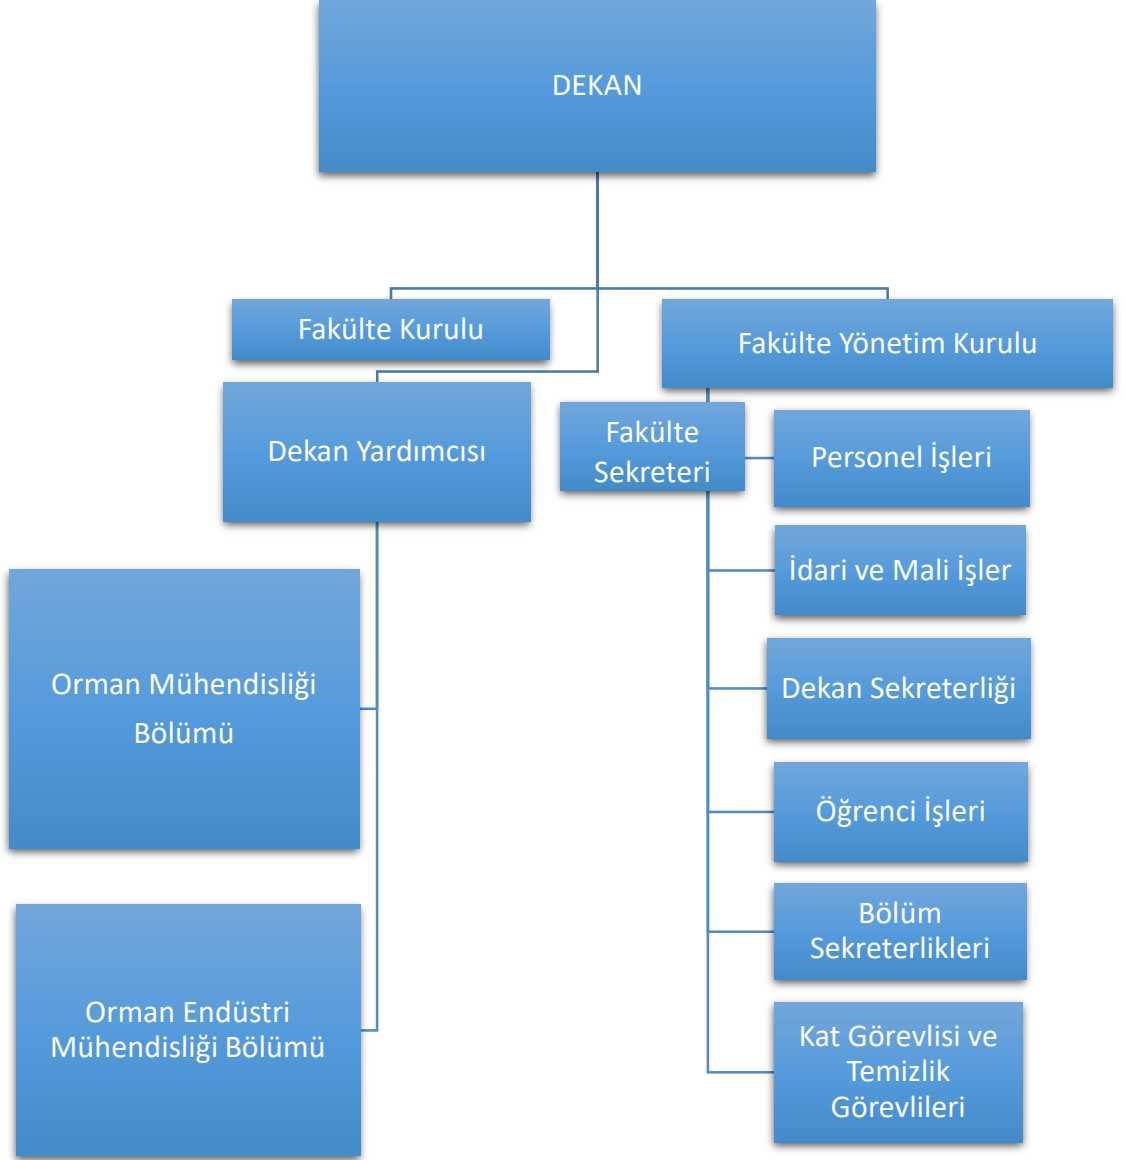 DEKAN
Fakülte Kurulu
Fakülte Yönetim Kurulu
Dekan Yardımcısı
Fakülte
Sekreteri
Personel İşleri
İdari ve Mali İşler
Dekan Sekreterliği
Öğrenci İşleri
Bölüm
Sekreterlikleri
Kat Görevlisi ve
Temizlik
Görevlileri
Orman Mühendisliği
Bölümü
Orman Endüstri
Mühendisliği Bölümü